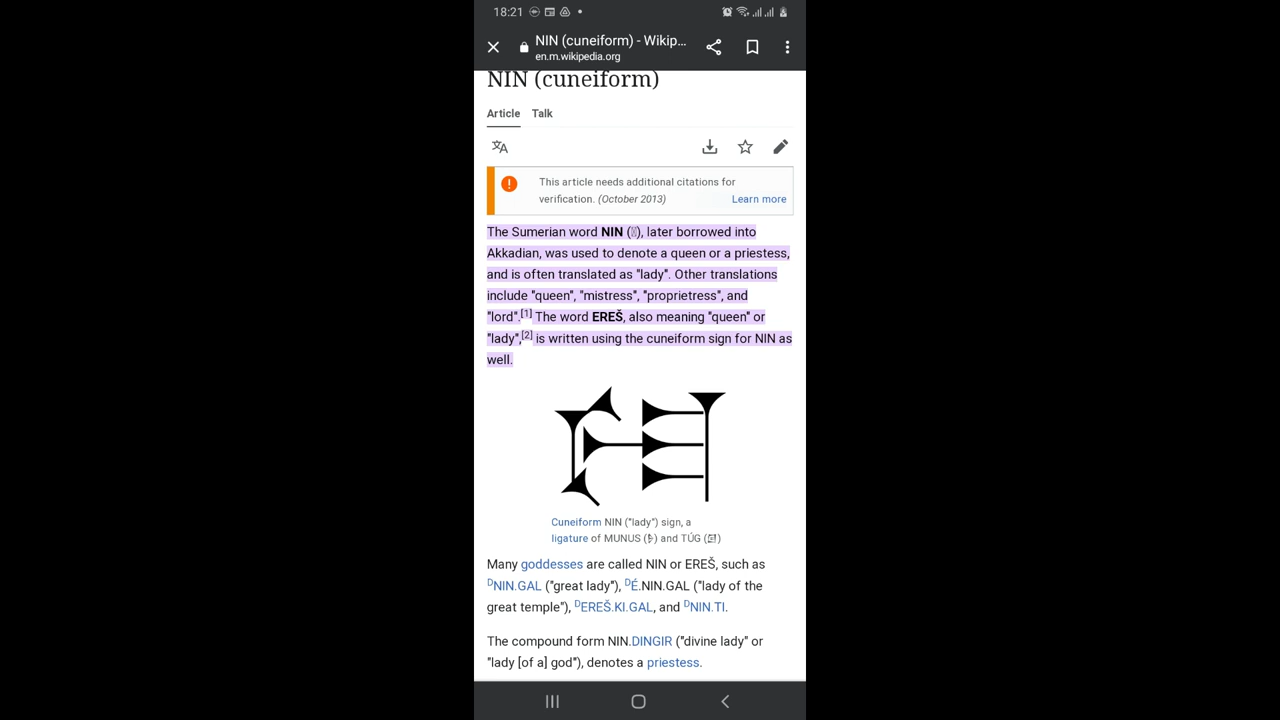 18:21
NIN (cuneiform) - Wikip...
en.m.wikipedia.org
NIN (cuneiform)
Article Talk
This article needs additional citations for
verification. (October 2013) Learn more
The Sumerian word NIN (𒊩𒌆), later borrowed into
Akkadian, was used to denote a queen or a priestess,
and is often translated as "lady". Other translations
include "queen", "mistress", "proprietress", and
"lord".[1] The word EREŠ, also meaning "queen" or
"lady",[2] is written using the cuneiform sign for NIN as
well.
Cuneiform NIN ("lady") sign, a
ligature of MUNUS (𒊩) and TÚG (𒌆)
Many goddesses are called NIN or EREŠ, such as
ᴰNIN.GAL ("great lady"), ᴰÉ.NIN.GAL ("lady of the
great temple"), ᴰEREŠ.KI.GAL, and ᴰNIN.TI.
The compound form NIN.DINGIR ("divine lady" or
"lady [of a] god"), denotes a priestess.